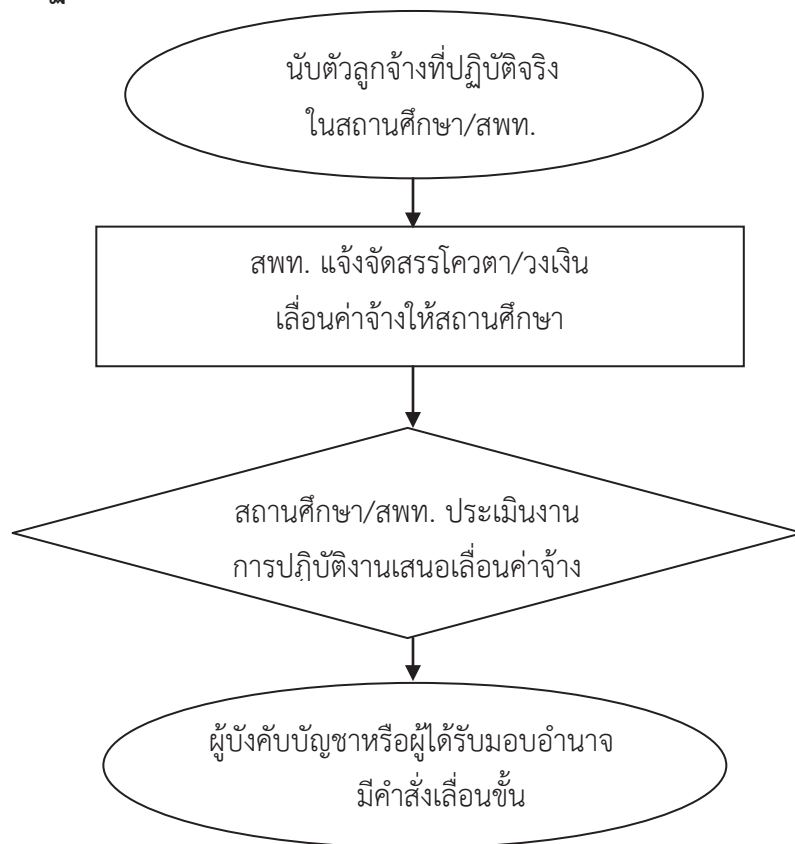 นับตัวลูกจ้างที่ปฏิบัติจริง
ในสถานศึกษา/สพท.
สพท. แจ้งจัดสรรโควตา/วงเงิน
เลื่อนค่าจ้างให้สถานศึกษา
สถานศึกษา/สพท. ประเมินงาน
การปฏิบัติงานเสนอเลื่อนค่าจ้าง
ผู้บังคับบัญชาหรือผู้ได้รับมอบอำนาจ
มีคำสั่งเลื่อนขั้น